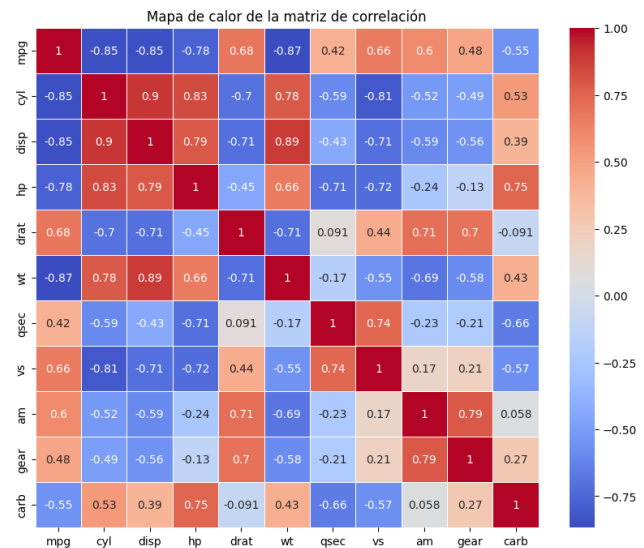 Mapa de calor de la matriz de correlación
mpg 1 -0.85 -0.85 -0.78 0.68 -0.87 0.42 0.66 0.6 0.48 -0.55
cyl -0.85 1 0.9 0.83 -0.7 0.78 -0.59 -0.81 -0.52 -0.49 0.53
disp -0.85 0.9 1 0.79 -0.71 0.89 -0.43 -0.71 -0.59 -0.56 0.39
hp -0.78 0.83 0.79 1 -0.45 0.66 -0.71 -0.72 -0.24 -0.13 0.75
drat 0.68 -0.7 -0.71 -0.45 1 -0.71 0.091 0.44 0.71 0.7 -0.091
wt -0.87 0.78 0.89 0.66 -0.71 1 -0.17 -0.55 -0.69 -0.58 0.43
qsec 0.42 -0.59 -0.43 -0.71 0.091 -0.17 1 0.74 -0.23 -0.21 -0.66
vs 0.66 -0.81 -0.71 -0.72 0.44 -0.55 0.74 1 0.17 0.21 -0.57
am 0.6 -0.52 -0.59 -0.24 0.71 -0.69 -0.23 0.17 1 0.79 0.058
gear 0.48 -0.49 -0.56 -0.13 0.7 -0.58 -0.21 0.21 0.79 1 0.27
carb -0.55 0.53 0.39 0.75 -0.091 0.43 -0.66 -0.57 0.058 0.27 1
mpg cyl disp hp drat wt qsec vs am gear carb
1.00
0.75
0.50
0.25
0.00
-0.25
-0.50
-0.75